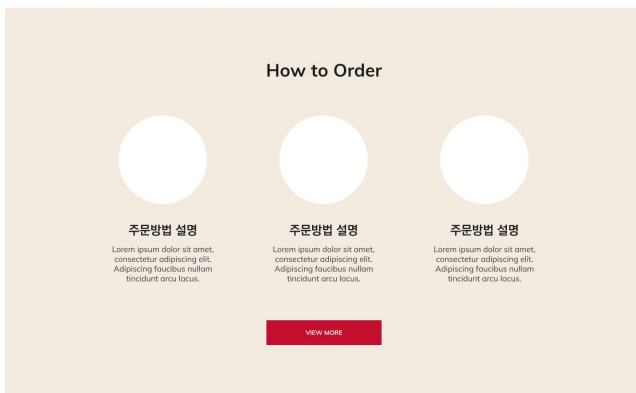 How to Order
주문방법 설명
Lorem ipsum dolor sit amet,
consectetur adipiscing elit.
Adipiscing faucibus nullam
tincidunt arcu lacus.
주문방법 설명
Lorem ipsum dolor sit amet,
consectetur adipiscing elit.
Adipiscing faucibus nullam
tincidunt arcu lacus.
주문방법 설명
Lorem ipsum dolor sit amet,
consectetur adipiscing elit.
Adipiscing faucibus nullam
tincidunt arcu lacus.
VIEW MORE